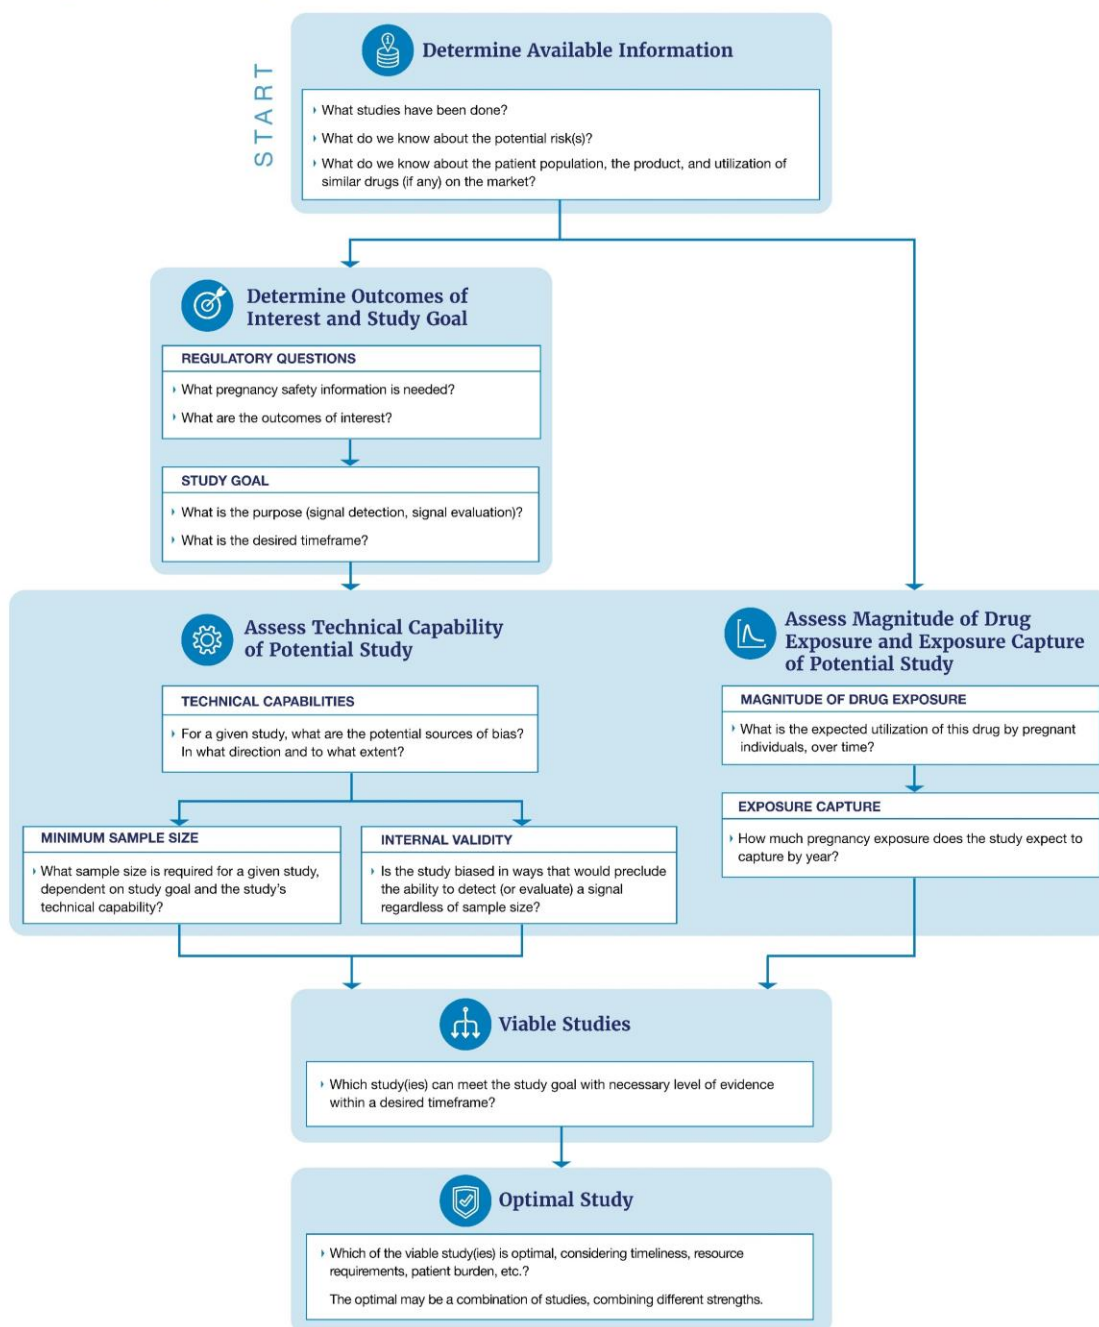 START
Determine Available Information
What studies have been done?
What do we know about the potential risk(s)?
What do we know about the patient population, the product, and utilization of
similar drugs (if any) on the market?
Determine Outcomes of
Interest and Study Goal
REGULATORY QUESTIONS
What pregnancy safety information is needed?
What are the outcomes of interest?
STUDY GOAL
What is the purpose (signal detection, signal evaluation)?
What is the desired timeframe?
Assess Technical Capability
of Potential Study
TECHNICAL CAPABILITIES
For a given study, what are the potential sources of bias?
In what direction and to what extent?
MINIMUM SAMPLE SIZE
What sample size is required for a given study,
dependent on study goal and the study's
technical capability?
INTERNAL VALIDITY
Is the study biased in ways that would preclude
the ability to detect (or evaluate) a signal
regardless of sample size?
Assess Magnitude of Drug
Exposure and Exposure Capture
of Potential Study
MAGNITUDE OF DRUG EXPOSURE
What is the expected utilization of this drug by pregnant
individuals, over time?
EXPOSURE CAPTURE
How much pregnancy exposure does the study expect to
capture by year?
Viable Studies
Which study(ies) can meet the study goal with necessary level of evidence
within a desired timeframe?
Optimal Study
Which of the viable study(ies) is optimal, considering timeliness, resource
requirements, patient burden, etc.?
The optimal may be a combination of studies, combining different strengths.